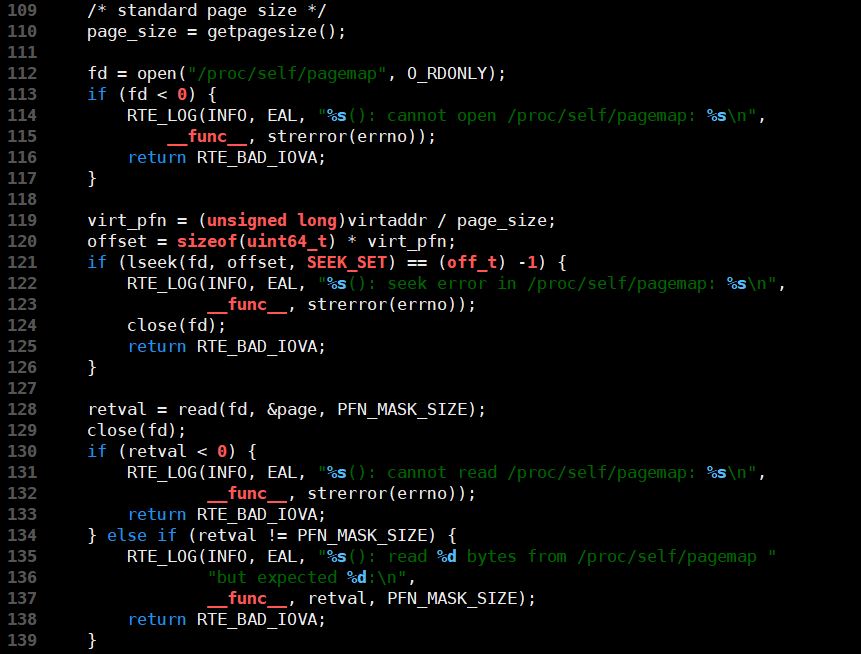 109     /* standard page size */
110     page_size = getpagesize();
111
112     fd = open("/proc/self/pagemap", O_RDONLY);
113     if (fd < 0) {
114         RTE_LOG(INFO, EAL, "%s(): cannot open /proc/self/pagemap: %s\n",
115             __func__, strerror(errno));
116         return RTE_BAD_IOVA;
117     }
118
119     virt_pfn = (unsigned long)virtaddr / page_size;
120     offset = sizeof(uint64_t) * virt_pfn;
121     if (lseek(fd, offset, SEEK_SET) == (off_t) -1) {
122         RTE_LOG(INFO, EAL, "%s(): seek error in /proc/self/pagemap: %s\n",
123                 __func__, strerror(errno));
124         close(fd);
125         return RTE_BAD_IOVA;
126     }
127
128     retval = read(fd, &page, PFN_MASK_SIZE);
129     close(fd);
130     if (retval < 0) {
131         RTE_LOG(INFO, EAL, "%s(): cannot read /proc/self/pagemap: %s\n",
132                 __func__, strerror(errno));
133         return RTE_BAD_IOVA;
134     } else if (retval != PFN_MASK_SIZE) {
135         RTE_LOG(INFO, EAL, "%s(): read %d bytes from /proc/self/pagemap "
136                 "but expected %d:\n",
137                 __func__, retval, PFN_MASK_SIZE);
138         return RTE_BAD_IOVA;
139     }